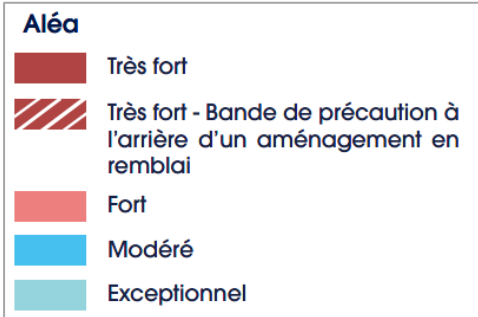 Aléa
Très fort
Très fort - Bande de précaution à
l'arrière d'un aménagement en
remblai
Fort
Modéré
Exceptionnel